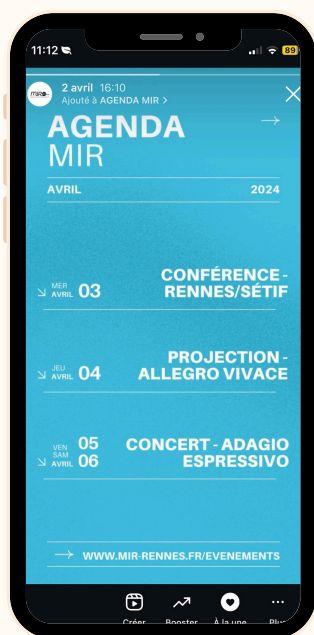 11:12
89
miR
2 avril 16:10
Ajouté à AGENDA MIR >
AGENDA
MIR
AVRIL 2024
MER
AVRIL 03
CONFÉRENCE -
RENNES/SÉTIF
JEU
AVRIL 04
PROJECTION -
ALLEGRO VIVACE
VEN 05
SAM
AVRIL 06
CONCERT - ADAGIO
ESPRESSIVO
WWW.MIR-RENNES.FR/EVENEMENTS
Créer Booster À la une Plus